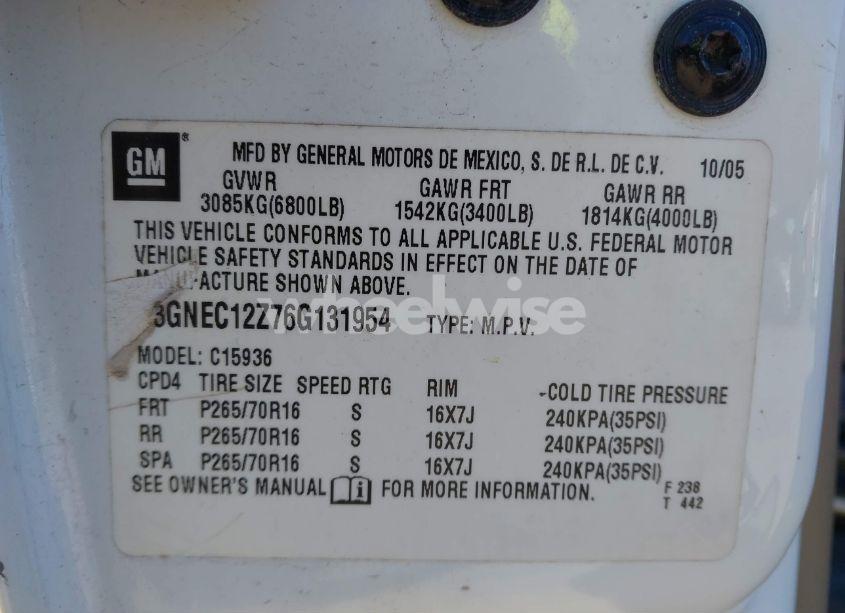 GM ®
MFD BY GENERAL MOTORS DE MEXICO, S. DE R.L. DE C.V. 10/05
GVWR GAWR FRT GAWR RR
3085KG(6800LB) 1542KG(3400LB) 1814KG(4000LB)
THIS VEHICLE CONFORMS TO ALL APPLICABLE U.S. FEDERAL MOTOR
VEHICLE SAFETY STANDARDS IN EFFECT ON THE DATE OF
MANUFACTURE SHOWN ABOVE.
3GNEC12Z76G131954 TYPE: M.P.V.
wheelwise
MODEL: C15936
CPD4 TIRE SIZE SPEED RTG RIM COLD TIRE PRESSURE
FRT P265/70R16 S 16X7J 240KPA(35PSI)
RR P265/70R16 S 16X7J 240KPA(35PSI)
SPA P265/70R16 S 16X7J 240KPA(35PSI)
SEE OWNER'S MANUAL i FOR MORE INFORMATION.
F 238
T 442